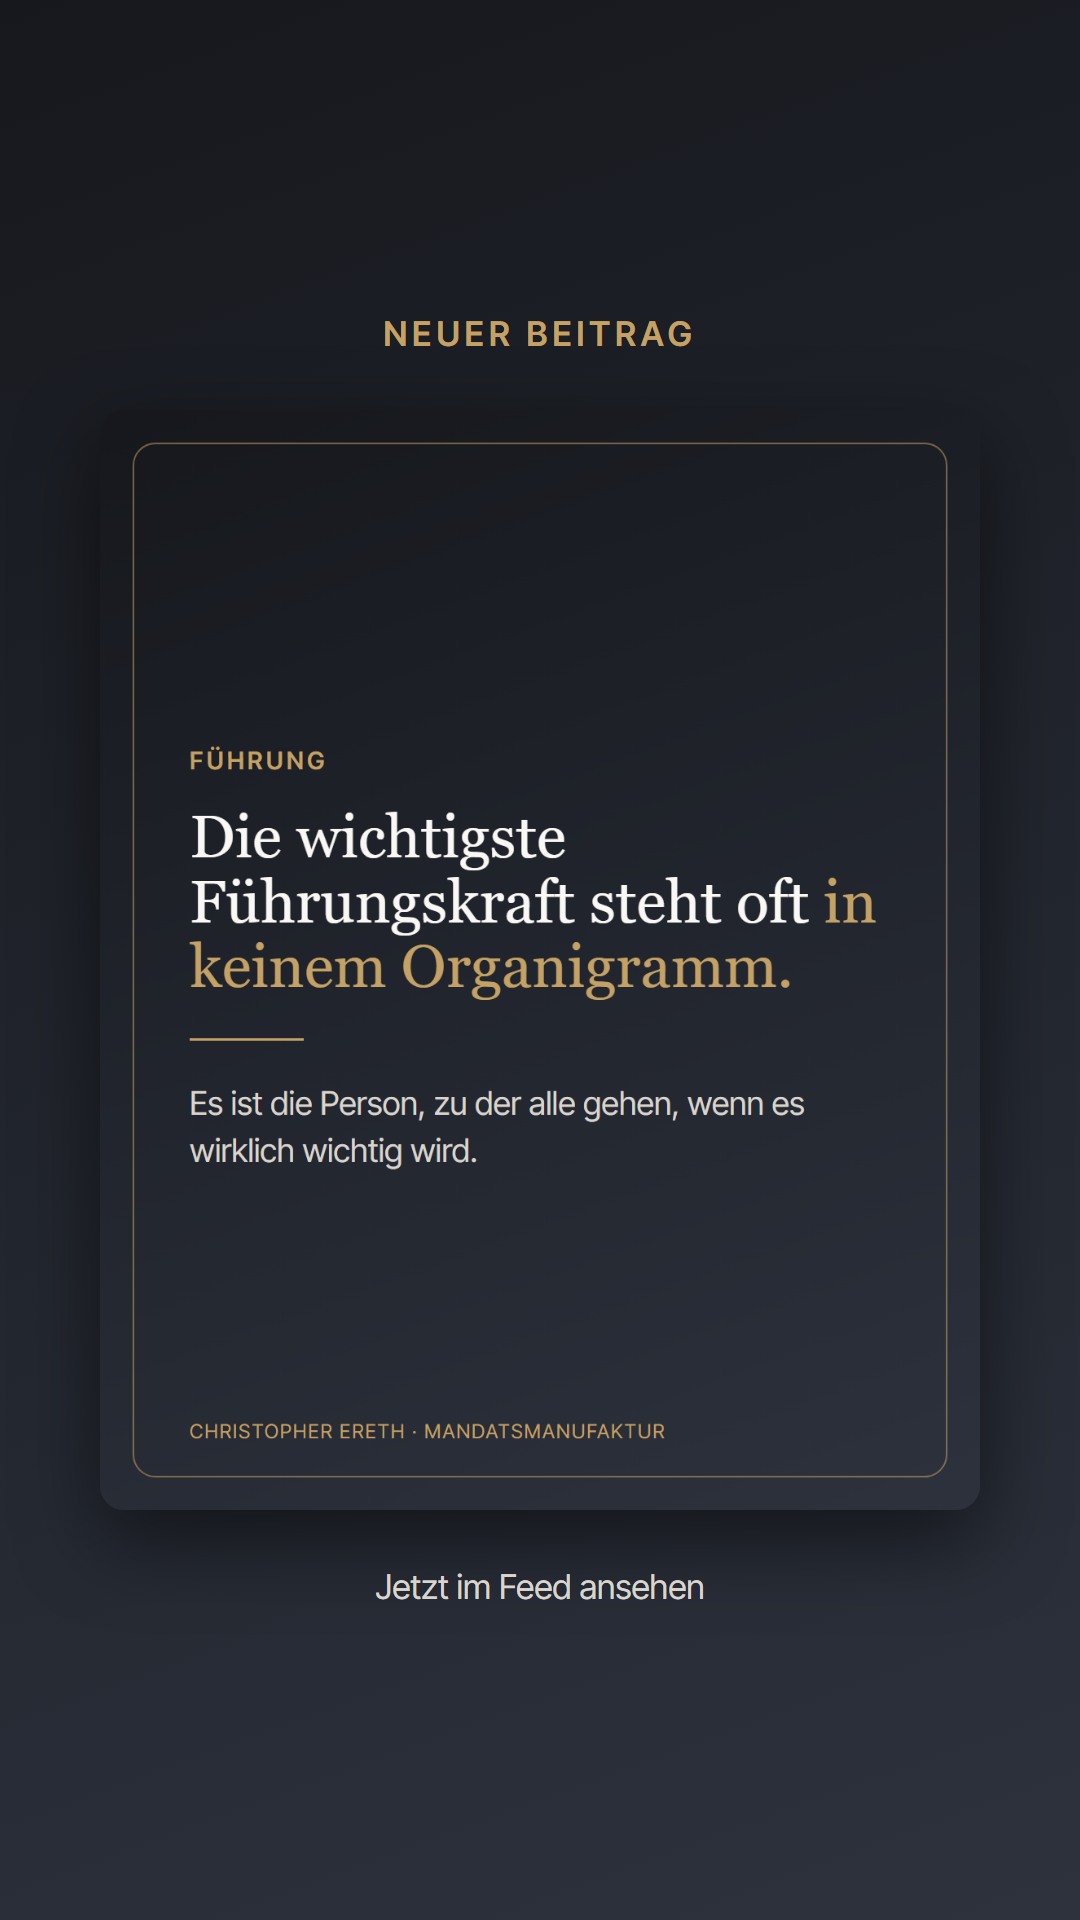 NEUER BEITRAG
FÜHRUNG
Die wichtigste
Führungskraft steht oft in
keinem Organigramm.
Es ist die Person, zu der alle gehen, wenn es
wirklich wichtig wird.
CHRISTOPHER ERETH · MANDATSMANUFAKTUR
Jetzt im Feed ansehen